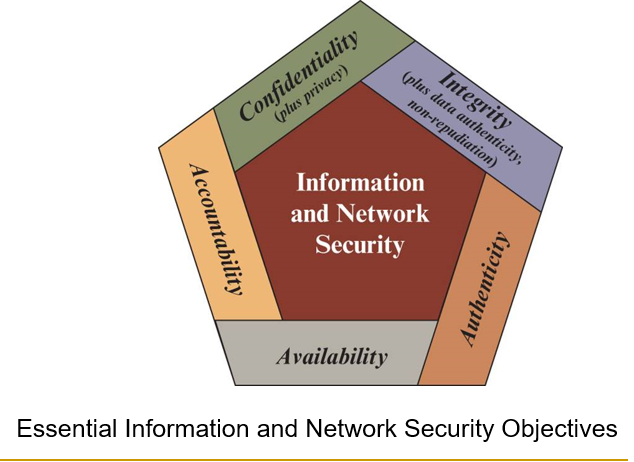 Confidentiality
(plus privacy)
Integrity
(plus data authenticity,
non-repudiation)
Accountability
Information
and Network
Security
Authenticity
Availability
Essential Information and Network Security Objectives